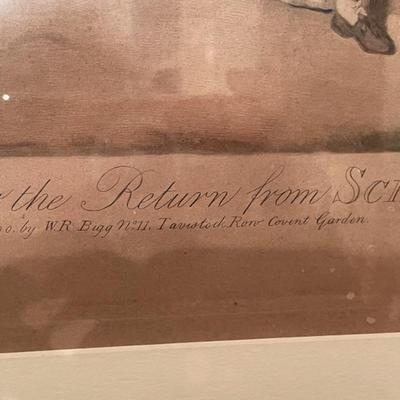 the Return from SC
by W.R. Bigg No. 11, Tavistock Row Covent Garden.